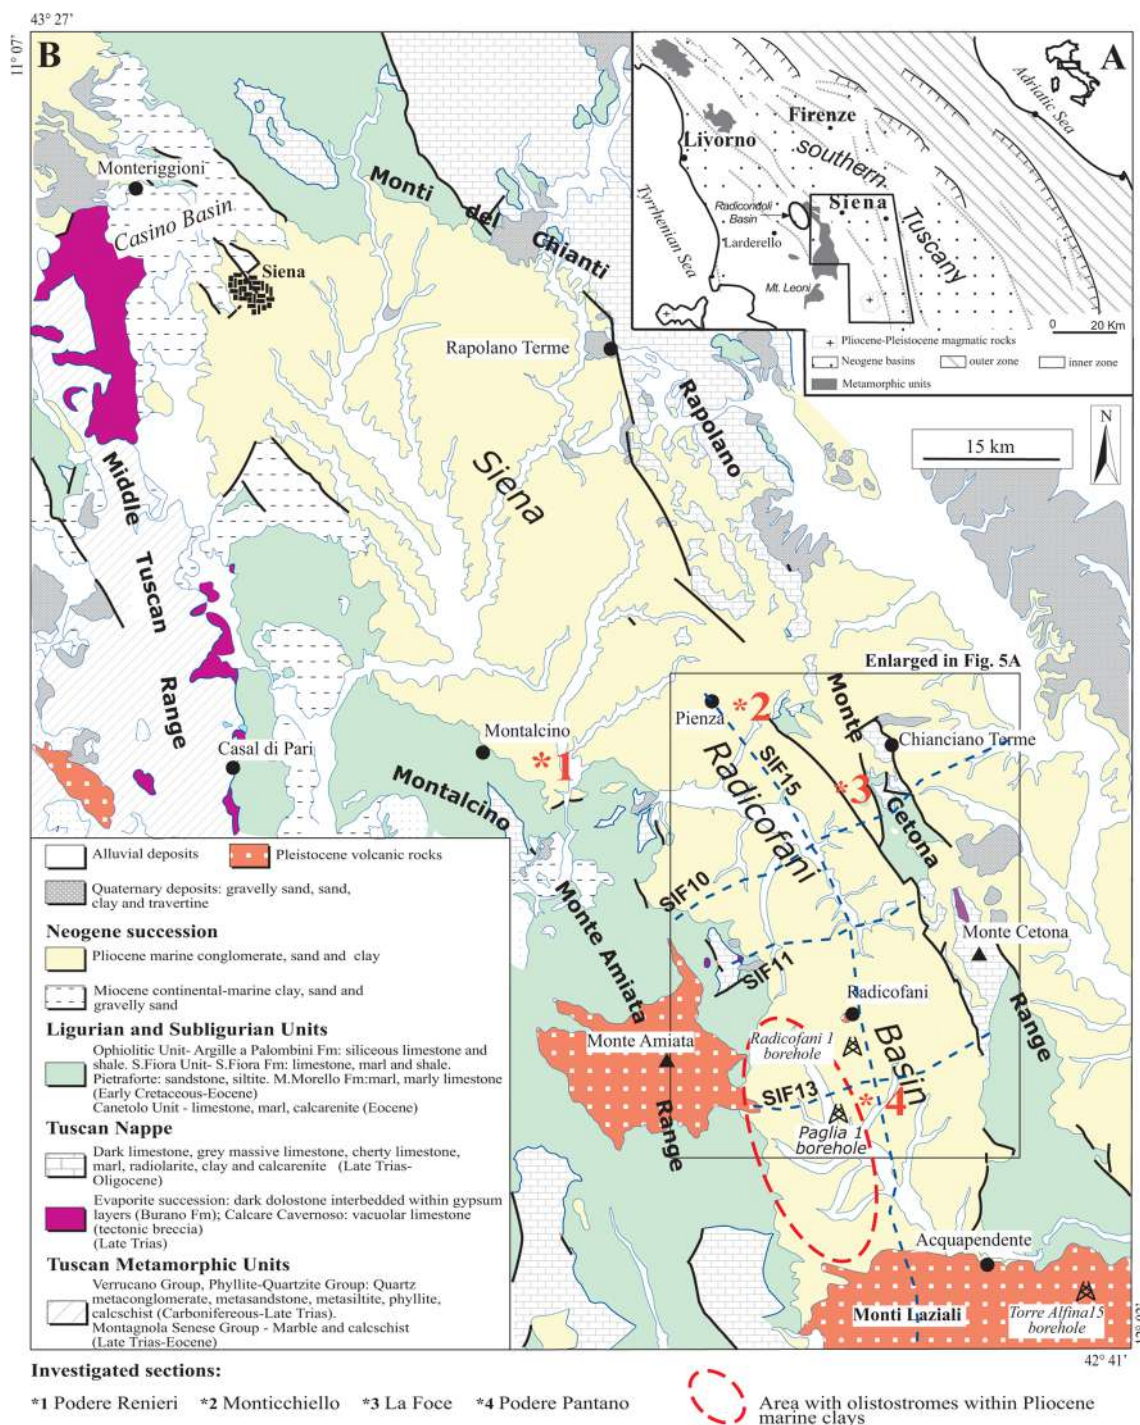 43° 27'
11° 07'
B
A
Adriatic Sea
Firenze
Livorno
southern
Tuscany
Siena
Radicondoli
Basin
Larderello
Tyrrhenian Sea
Mt. Leoni
0 20 Km
Pliocene-Pleistocene magmatic rocks
Neogene basins
outer zone
inner zone
Metamorphic units
Monteriggioni
Casino Basin
Siena
Monti del Chianti
Rapolano Terme
Rapolano
Siena
N
15 km
Middle Tuscan Range
Enlarged in Fig. 5A
Pienza
*2
Monte
Chianciano Terme
Montalcino
*1
Casal di Pari
Montalcino
SIF15
*3
Cetona
Radicofani
SIF10
Monte Amiata
SIF11
Monte Cetona
Radicofani
Range
Basin
Monte Amiata
Radicofani 1
borehole
SIF13
*4
Range
Paglia 1
borehole
Acquapendente
Monti Laziali
Torre Alfina15
borehole
42° 41'
Alluvial deposits
Pleistocene volcanic rocks
Quaternary deposits: gravelly sand, sand,
clay and travertine
Neogene succession
Pliocene marine conglomerate, sand and clay
Miocene continental-marine clay, sand and
gravelly sand
Ligurian and Subligurian Units
Ophiolitic Unit- Argille a Palombini Fm: siliceous limestone and
shale. S.Fiora Unit- S.Fiora Fm: limestone, marl and shale.
Pietraforte: sandstone, siltite. M.Morello Fm:marl, marly limestone
(Early Cretaceous-Eocene)
Canetolo Unit - limestone, marl, calcarenite (Eocene)
Tuscan Nappe
Dark limestone, grey massive limestone, cherty limestone,
marl, radiolarite, clay and calcarenite (Late Trias-
Oligocene)
Evaporite succession: dark dolostone interbedded within gypsum
layers (Burano Fm); Calcare Cavernoso: vacuolar limestone
(tectonic breccia)
(Late Trias)
Tuscan Metamorphic Units
Verrucano Group, Phyllite-Quartzite Group: Quartz
metaconglomerate, metasandstone, metasiltite, phyllite,
calcschist (Carbonifereous-Late Trias).
Montagnola Senese Group - Marble and calcschist
(Late Trias-Eocene)
Investigated sections:
*1 Podere Renieri *2 Monticchiello *3 La Foce *4 Podere Pantano
Area with olistostromes within Pliocene
marine clays